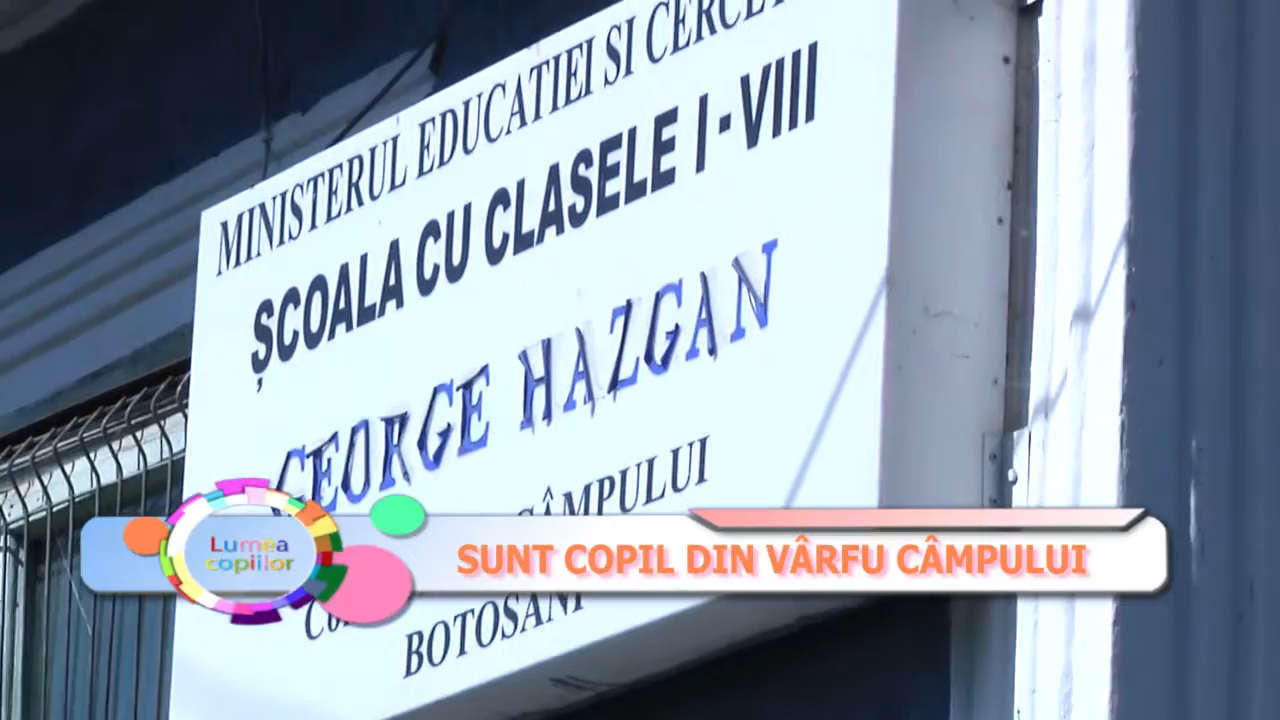 MINISTERUL EDUCATIEI SI
ȘCOALA CU CLASELE I-VIII
GEORGE HAZGAN
CÂMPULUI
BOTOSANI
Lumea
copiilor
SUNT COPIL DIN VÂRFU CÂMPULUI